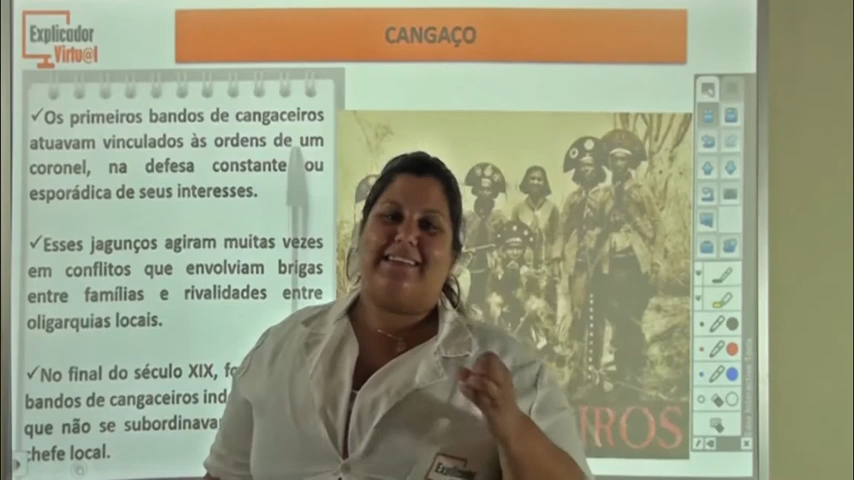 Explicador
Virtu@l
CANGAÇO
✓Os primeiros bandos de cangaceiros
atuavam vinculados às ordens de um
coronel, na defesa constante ou
esporádica de seus interesses.
✓Esses jagunços agiram muitas vezes
em conflitos que envolviam brigas
entre famílias e rivalidades entre
oligarquias locais.
✓No final do século XIX,
bandos de cangaceiros
que não se subordinava
chefe local.
EIROS
Explicador